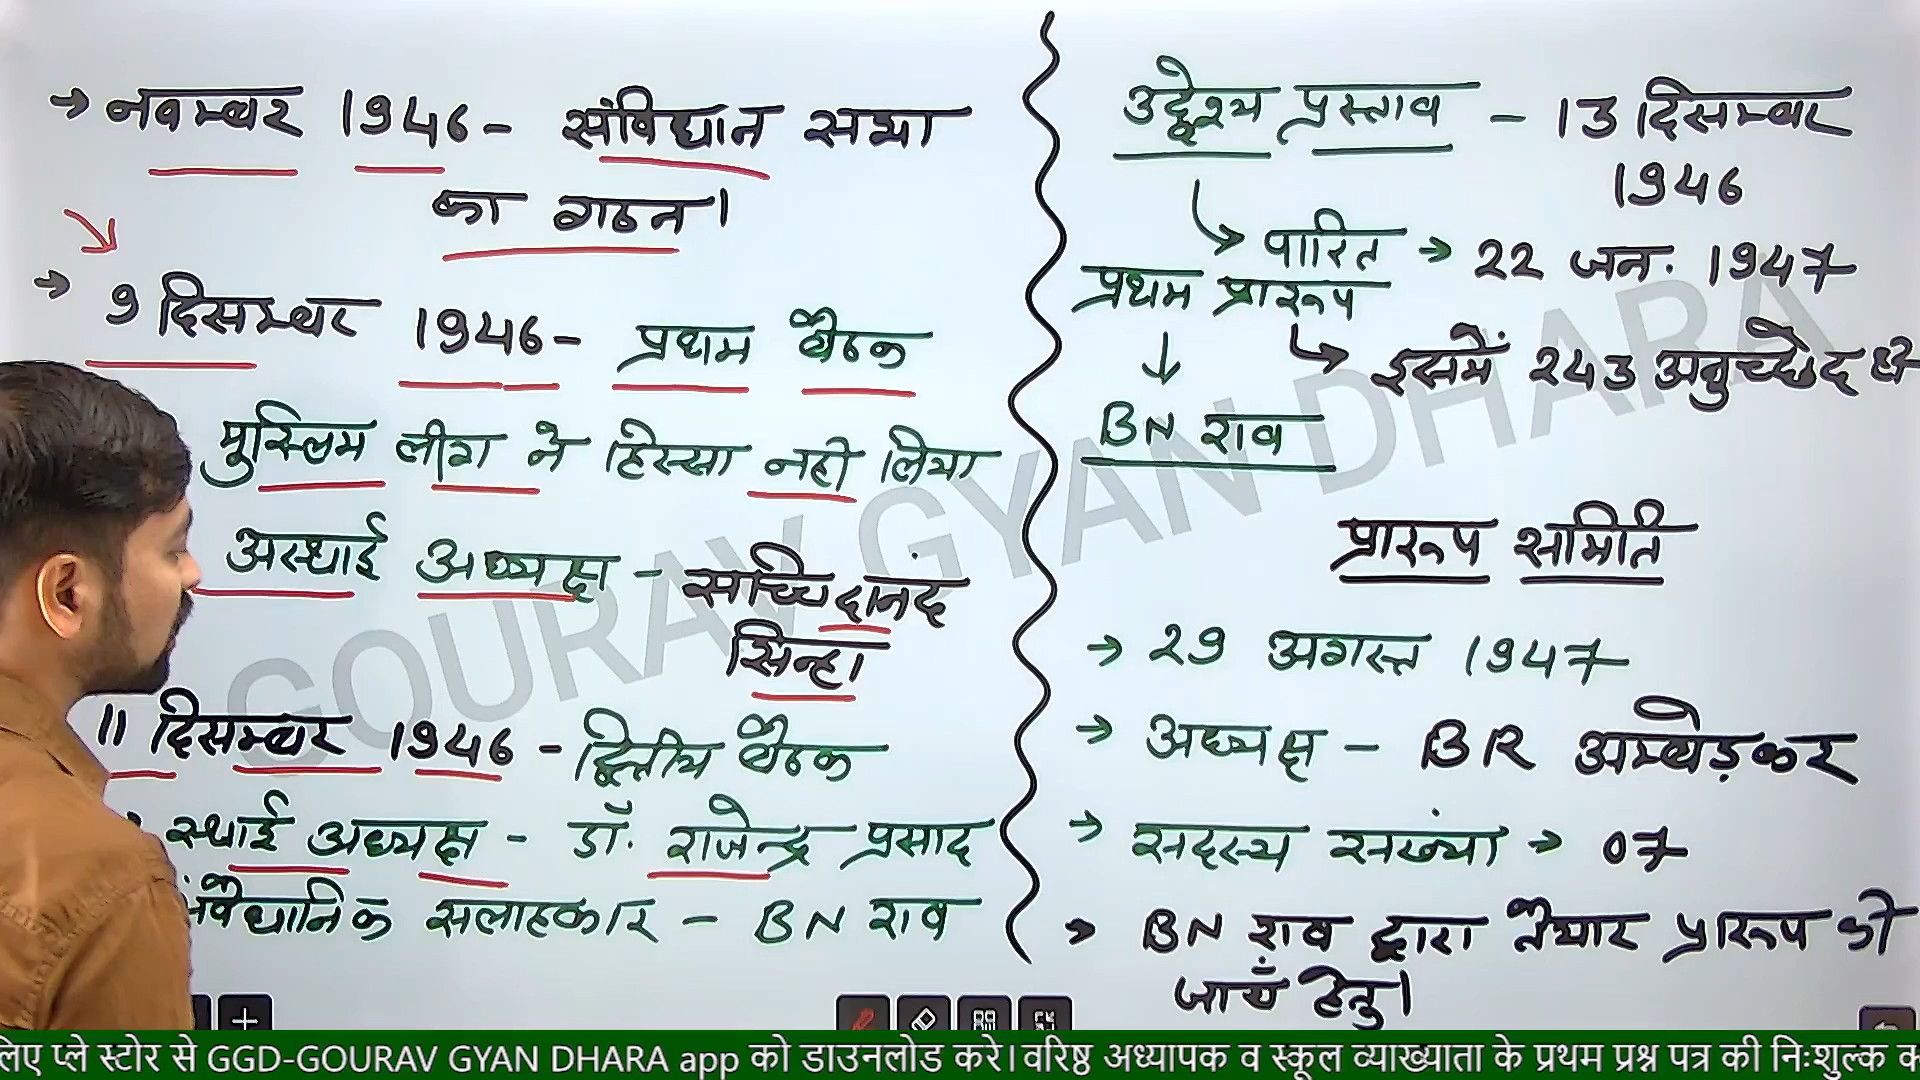 → नवम्बर 1946 - संविधान सभा
का गठन।
→ 9 दिसम्बर 1946 - प्रथम बैठक
मुस्लिम लीग ने हिस्सा नही लिया
अस्थाई अध्यक्ष - सच्चिदानंद
सिन्हा
11 दिसम्बर 1946 - द्वितीय बैठक
स्थाई अध्यक्ष - डॉ. राजेन्द्र प्रसाद
संवैधानिक सलाहकार - BN राव
उद्देश्य प्रस्ताव - 13 दिसम्बर
1946
पारित → 22 जन. 1947
प्रथम प्रारूप
इसमें 243 अनुच्छेद थे
BN राव
प्रारूप समिति
→ 29 अगस्त 1947
→ अध्यक्ष - BR अम्बेड़कर
→ सदस्य सख्यां → 07
→ BN राव द्वारा तैयार प्रारूप को
जाचँ हेतु।
GOURAV GYAN DHARA
लिए प्ले स्टोर से GGD-GOURAV GYAN DHARA app को डाउनलोड करे।वरिष्ठ अध्यापक व स्कूल व्याख्याता के प्रथम प्रश्न पत्र की निःशुल्क